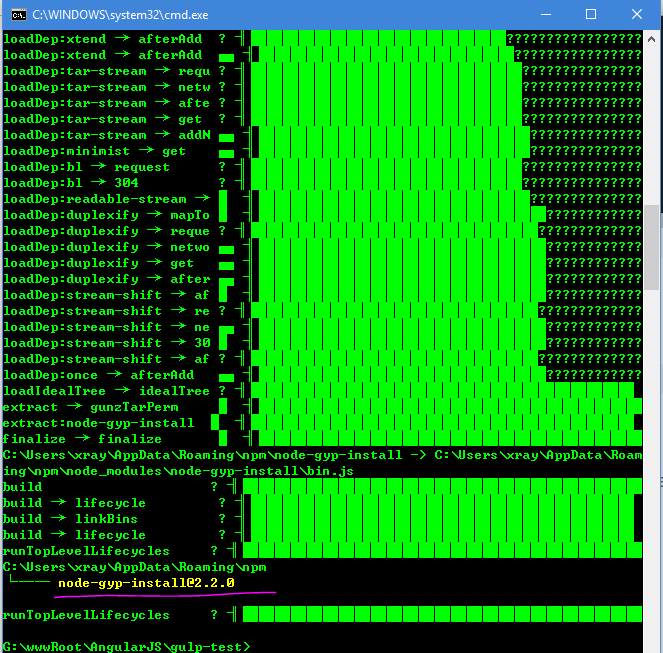 C:\WINDOWS\system32\cmd.exe
loadDep:xtend → afterAdd ? ╢ ?????????????????
loadDep:xtend → afterAdd ▄▄ ╢ ????????????????
loadDep:tar-stream → requ ? ╢ ???????????????
loadDep:tar-stream → netw ? ╢ ???????????????
loadDep:tar-stream → afte ? ╢ ???????????????
loadDep:tar-stream → get ? ╢ ???????????????
loadDep:tar-stream → addN ▄▄ ╢ ??????????????
loadDep:minimist → get ▄▄ ╢ ??????????????
loadDep:bl → request ? ╢ ???????????????
loadDep:bl → 304 ? ╢ ???????????????
loadDep:readable-stream → ▌ ╢ ??????????????
loadDep:duplexify → mapTo ▌ ╢ ????????????
loadDep:duplexify → reque ? ╢ ?????????????
loadDep:duplexify → netwo ▄▄ ╢ ????????????
loadDep:duplexify → get ▄▄ ╢ ????????????
loadDep:duplexify → after ╢ ????????????
loadDep:stream-shift → af ▌ ╢ ????????????
loadDep:stream-shift → re ? ╢ ?????????????
loadDep:stream-shift → ne ╢ ????????????
loadDep:stream-shift → 30 ▌ ╢ ????????????
loadDep:stream-shift → af ? ╢ ?????????????
loadDep:once → afterAdd ▄▄ ╢ ????????????
loadIdealTree → idealTree ? ╢
extract → gunzTarPerm ▌ ╢
extract:node-gyp-install ▌ ╢
finalize → finalize ▌ ╢
C:\Users\xray\AppData\Roaming\npm\node-gyp-install -> C:\Users\xray\AppData\Roam
ing\npm\node_modules\node-gyp-install\bin.js
build ? ╢
build → lifecycle ? ╢
build → linkBins ? ╢
build → lifecycle ? ╢
runTopLevelLifecycles ? ╢
C:\Users\xray\AppData\Roaming\npm
└── node-gyp-install@2.2.0
runTopLevelLifecycles ? ╢
G:\wwwRoot\AngularJS\gulp-test>